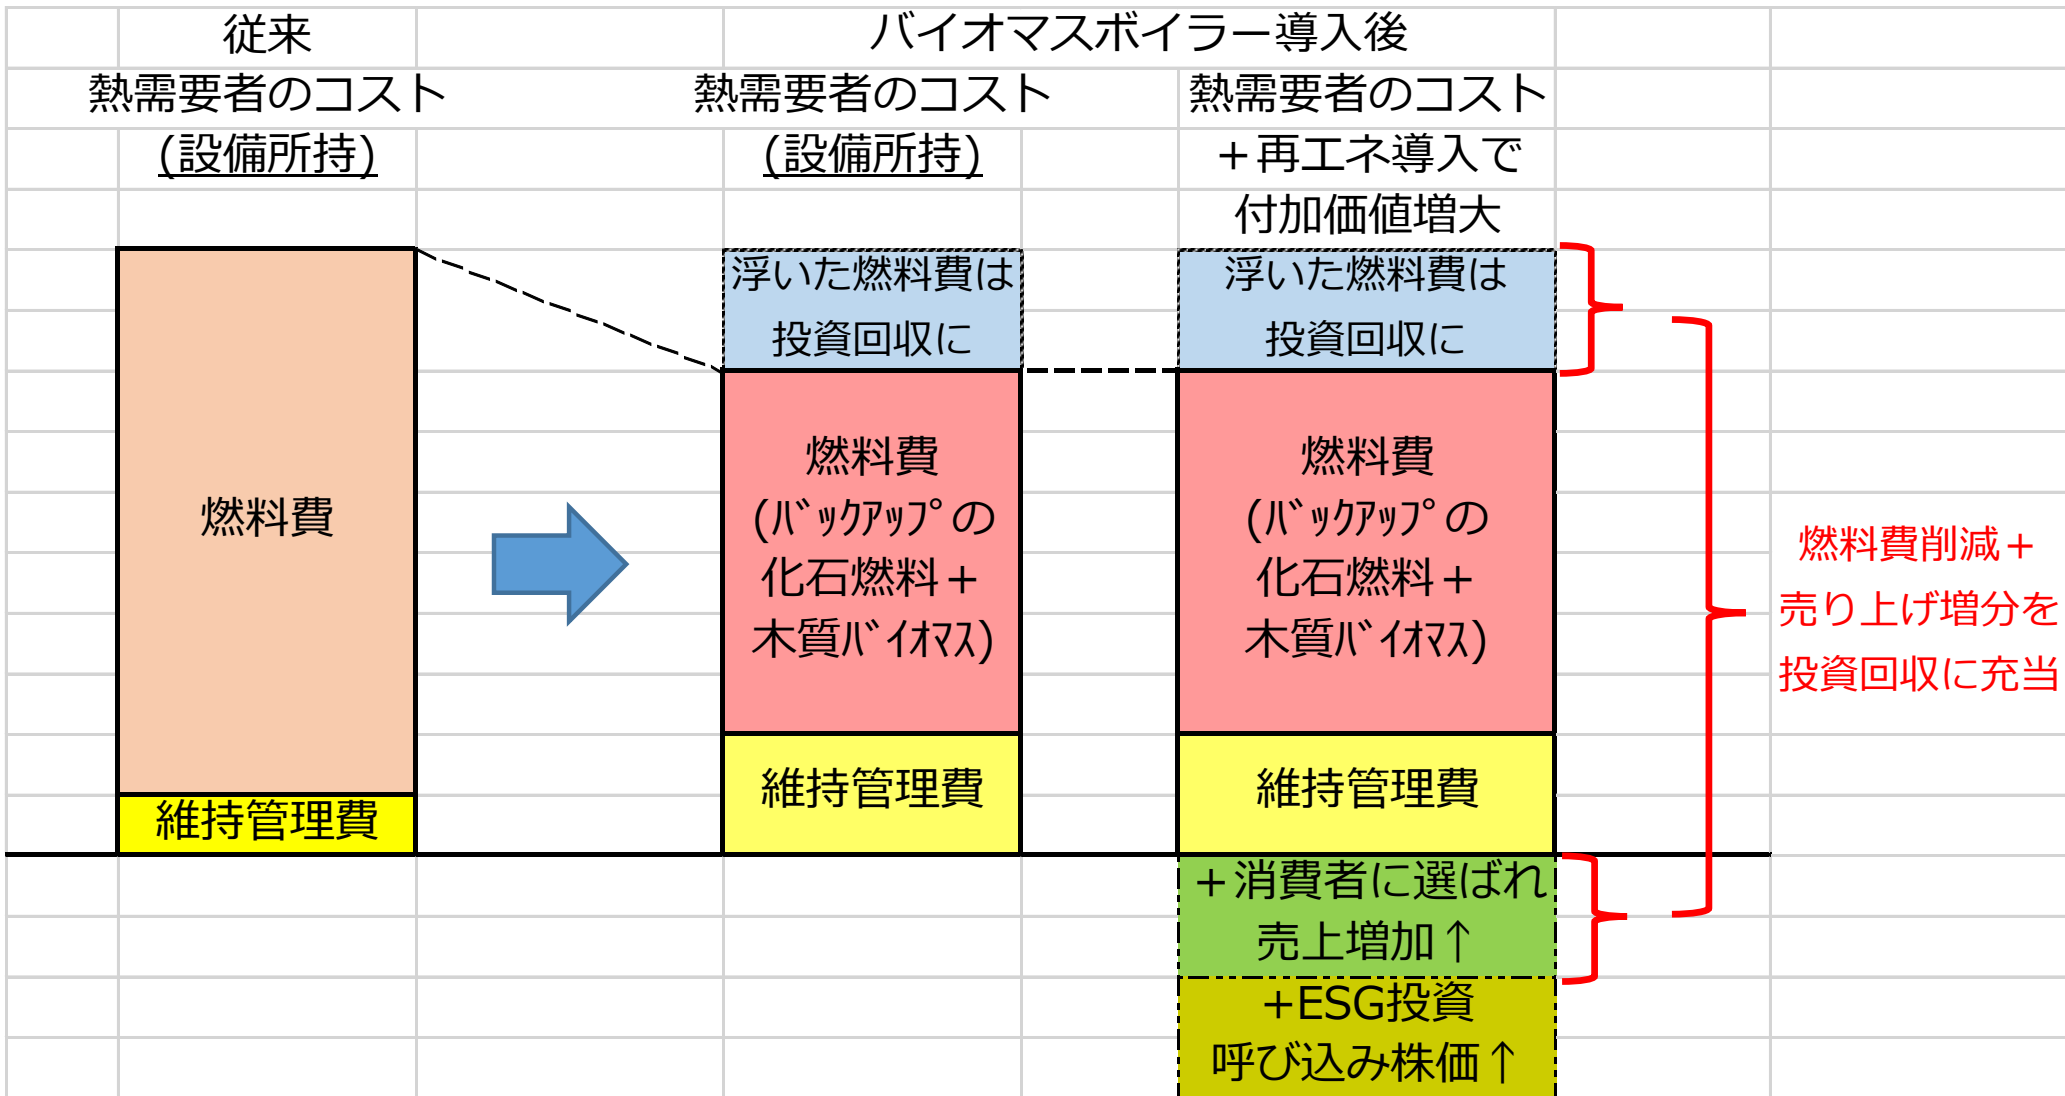 従来
バイオマスボイラー導入後
熱需要者のコスト
(設備所持)
熱需要者のコスト
(設備所持)
熱需要者のコスト
＋再エネ導入で
付加価値増大
燃料費
維持管理費
浮いた燃料費は
投資回収に
燃料費
(ﾊﾞｯｸｱｯﾌﾟの
化石燃料＋
木質ﾊﾞｲｵﾏｽ)
維持管理費
浮いた燃料費は
投資回収に
燃料費
(ﾊﾞｯｸｱｯﾌﾟの
化石燃料＋
木質ﾊﾞｲｵﾏｽ)
維持管理費
＋消費者に選ばれ
売上増加↑
+ESG投資
呼び込み株価↑
燃料費削減＋
売り上げ増分を
投資回収に充当